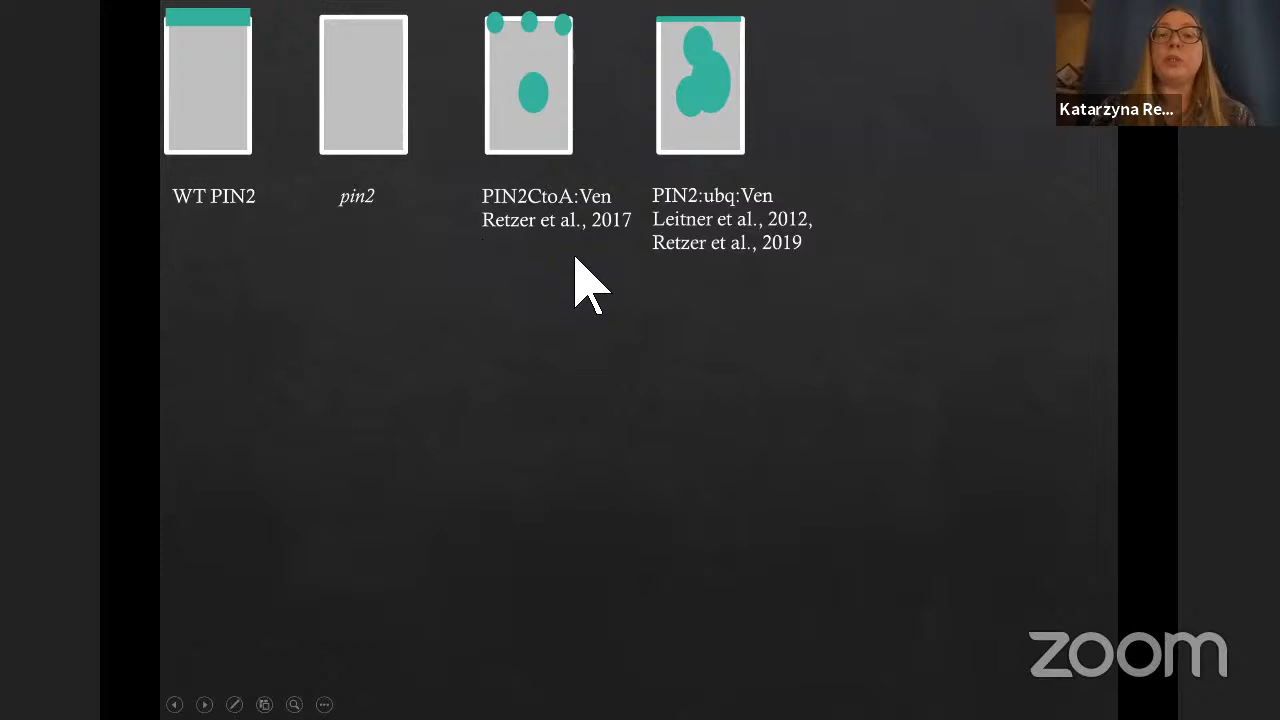 WT PIN2
pin2
PIN2CtoA:Ven
Retzer et al., 2017
PIN2:ubq:Ven
Leitner et al., 2012,
Retzer et al., 2019
Katarzyna Re...
zoom